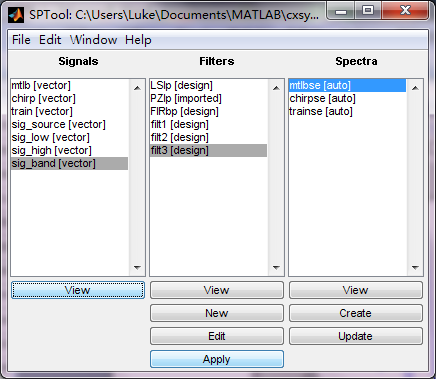 SPTool: C:\Users\Luke\Documents\MATLAB\cxsy
File Edit Window Help
Signals Filters Spectra
mtlb [vector]
chirp [vector]
train [vector]
sig_source [vector]
sig_low [vector]
sig_high [vector]
sig_band [vector]
LSlp [design]
PZlp [imported]
FIRbp [design]
filt1 [design]
filt2 [design]
filt3 [design]
mtlbse [auto]
chirpse [auto]
trainse [auto]
View View View
New Create
Edit Update
Apply